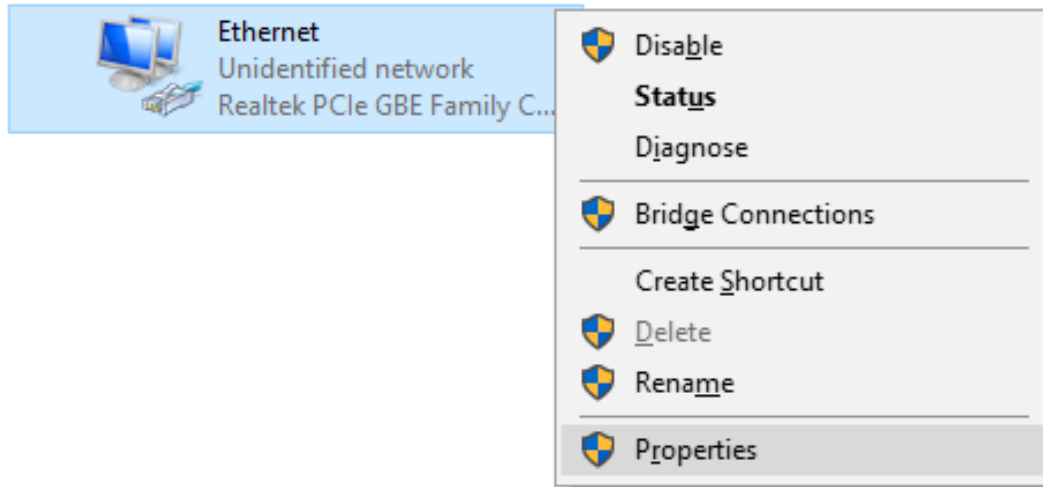 Ethernet
Unidentified network
Realtek PCIe GBE Family C...
Disable
Status
Diagnose
Bridge Connections
Create Shortcut
Delete
Rename
Properties